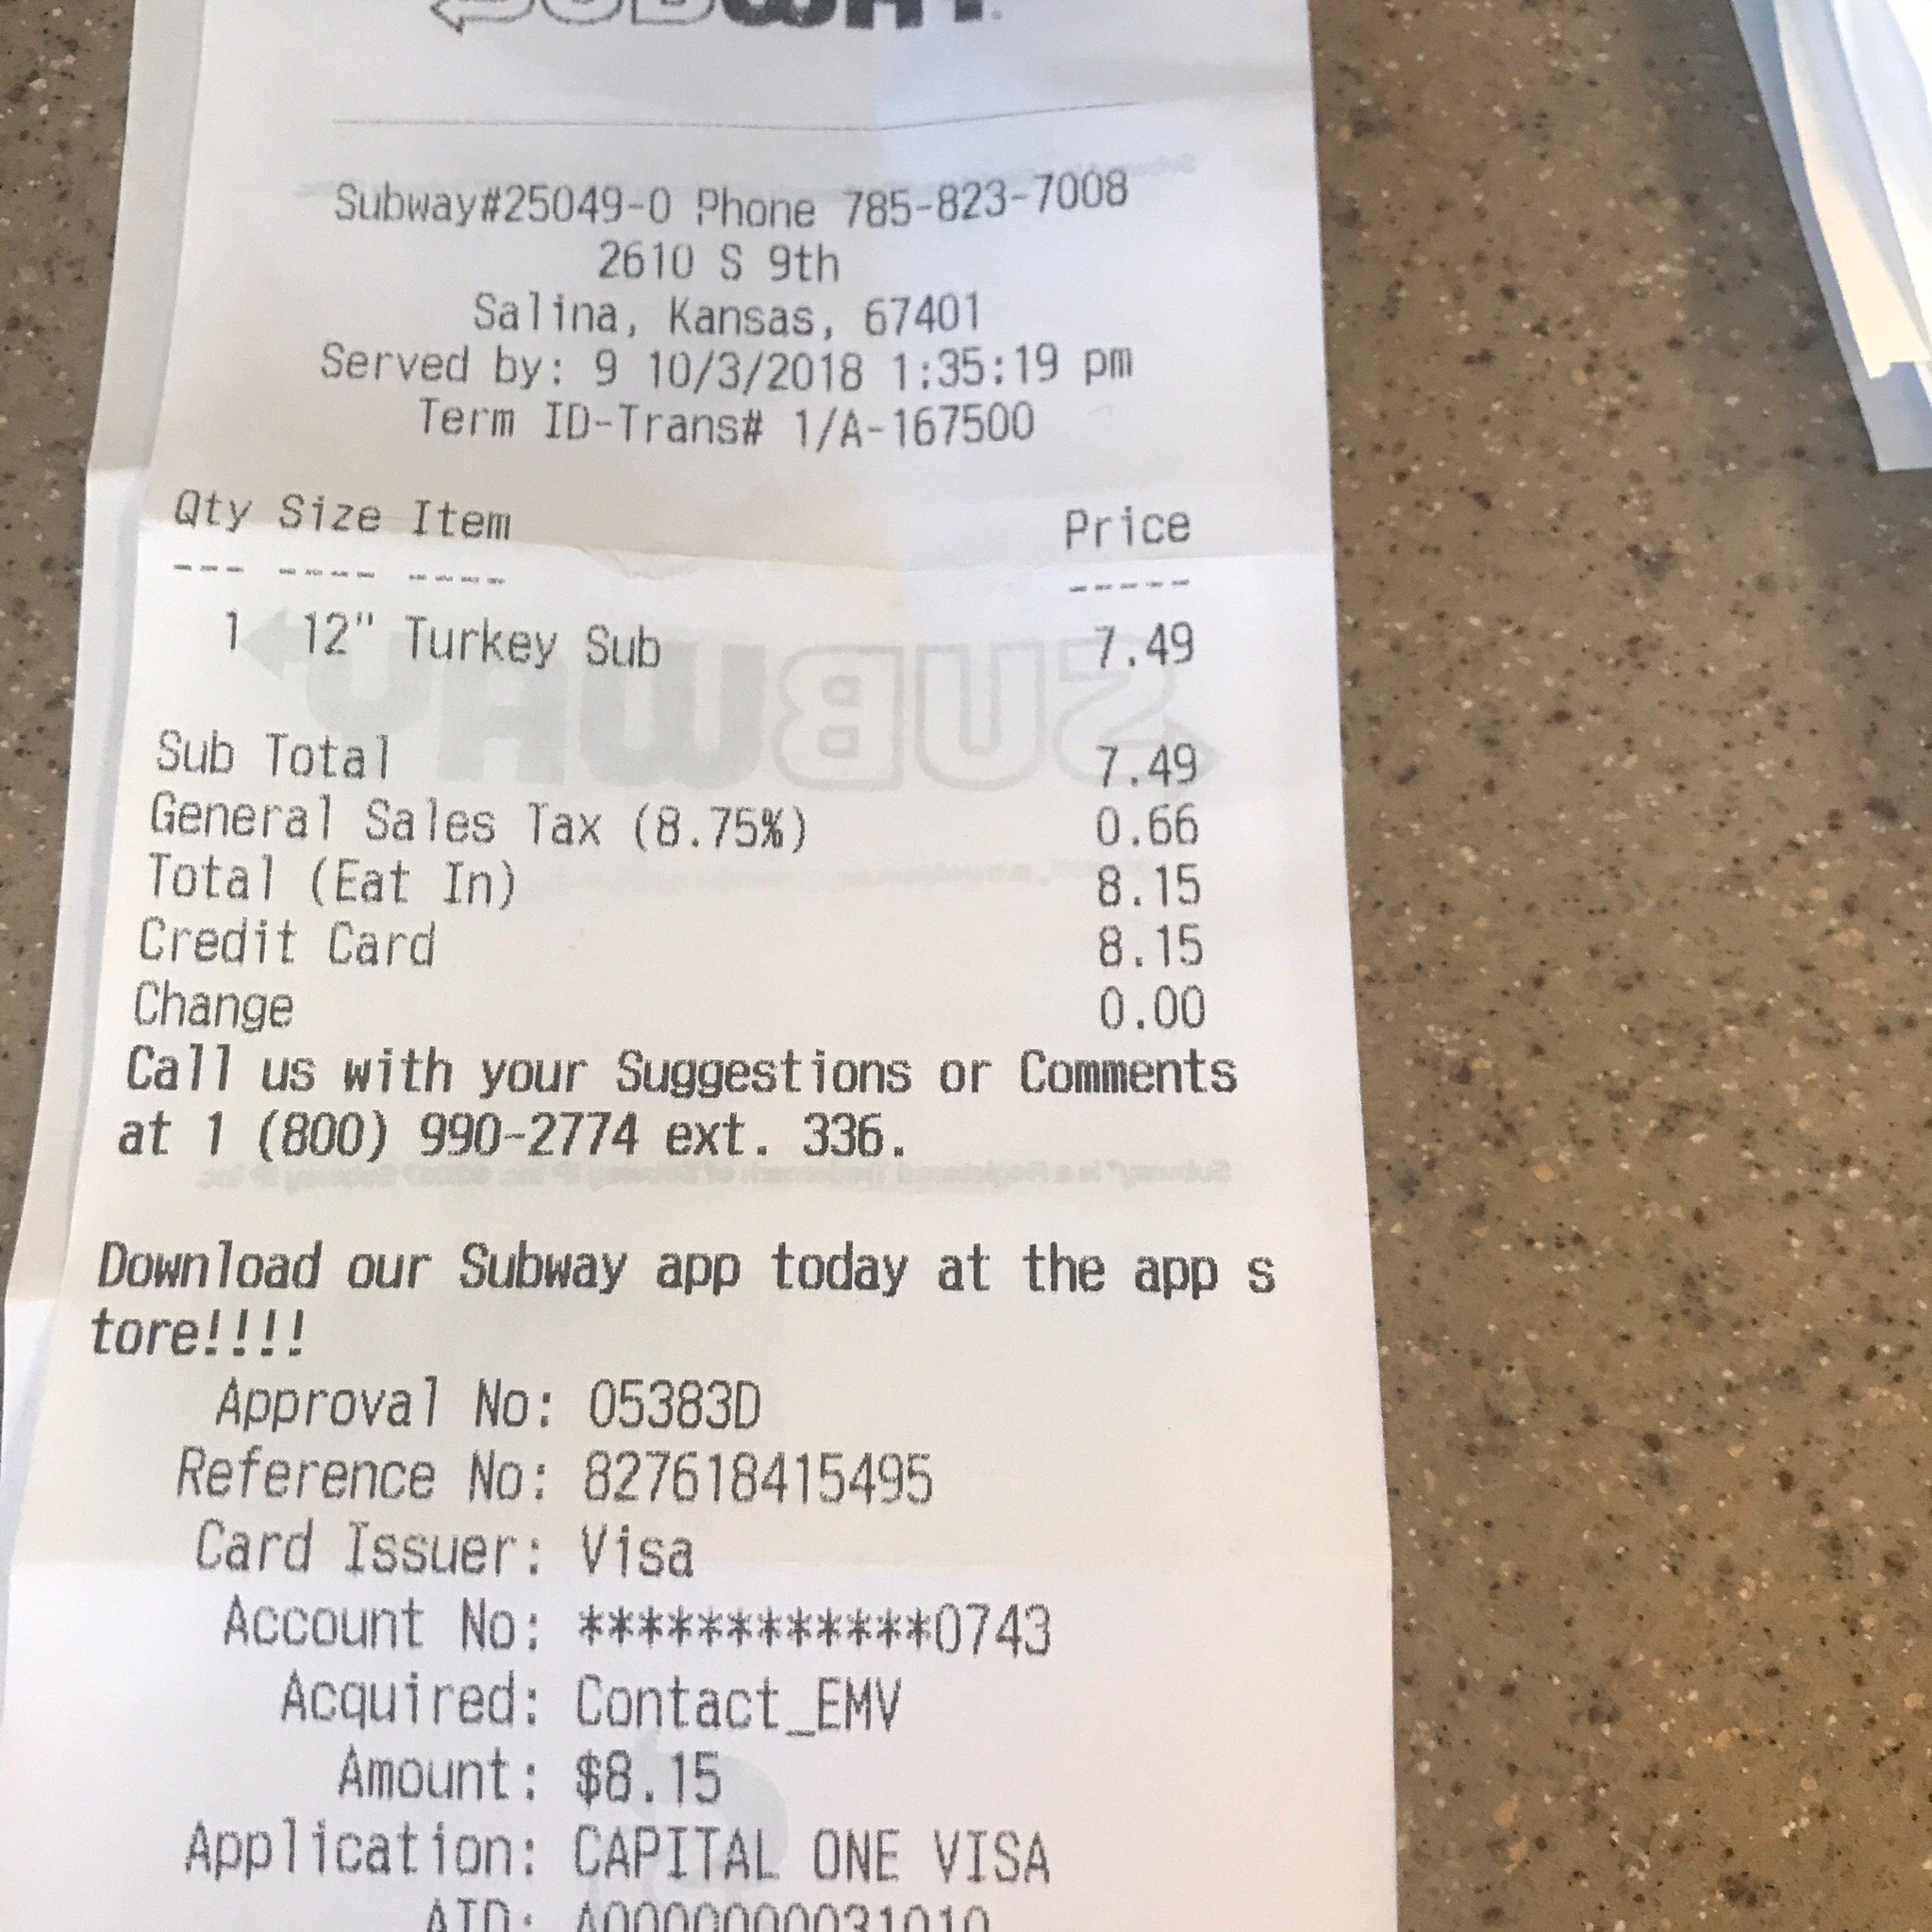 SUBWAY
Subway#25049-0 Phone 785-823-7008
2610 S 9th
Salina, Kansas, 67401
Served by: 9 10/3/2018 1:35:19 pm
Term ID-Trans# 1/A-167500
Qty Size Item Price
--- ---- ---- -----
1 12" Turkey Sub 7.49
SUBWAY
Sub Total 7.49
General Sales Tax (8.75%) 0.66
Total (Eat In) 8.15
Credit Card 8.15
Change 0.00
Call us with your Suggestions or Comments
at 1 (800) 990-2774 ext. 336.
Download our Subway app today at the app s
tore!!!!
Approval No: 05383D
Reference No: 827618415495
Card Issuer: Visa
Account No: ************0743
Acquired: Contact_EMV
Amount: $8.15
Application: CAPITAL ONE VISA
AID: A0000000031010